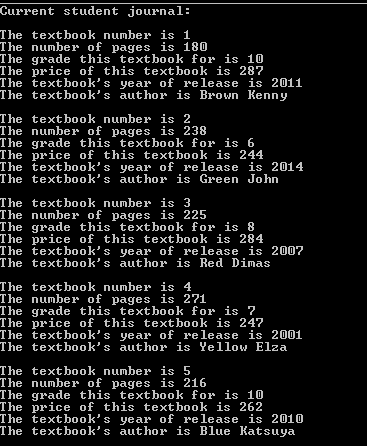 Current student journal:
The textbook number is 1
The number of pages is 180
The grade this textbook for is 10
The price of this textbook is 287
The textbook's year of release is 2011
The textbook's author is Brown Kenny
The textbook number is 2
The number of pages is 238
The grade this textbook for is 6
The price of this textbook is 244
The textbook's year of release is 2014
The textbook's author is Green John
The textbook number is 3
The number of pages is 225
The grade this textbook for is 8
The price of this textbook is 284
The textbook's year of release is 2007
The textbook's author is Red Dimas
The textbook number is 4
The number of pages is 271
The grade this textbook for is 7
The price of this textbook is 247
The textbook's year of release is 2001
The textbook's author is Yellow Elza
The textbook number is 5
The number of pages is 216
The grade this textbook for is 10
The price of this textbook is 262
The textbook's year of release is 2010
The textbook's author is Blue Katsuya